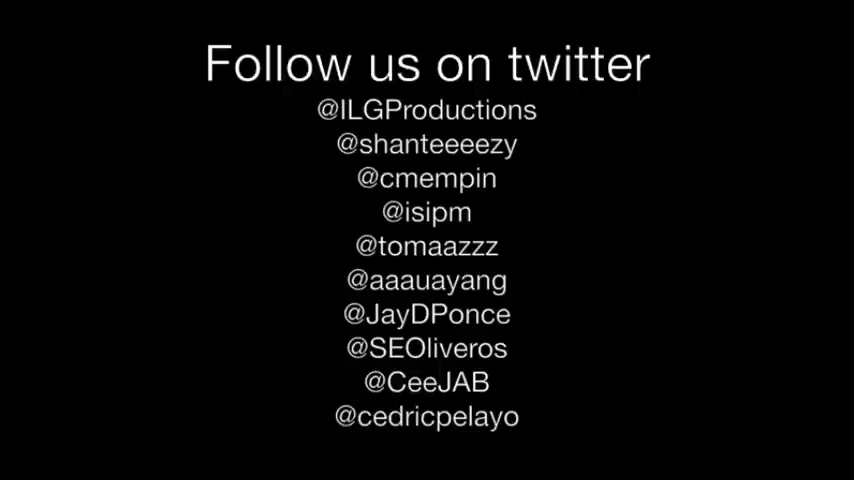 Follow us on twitter
@ILGProductions
@shanteeeezy
@cmempin
@isipm
@tomaazzz
@aaauayang
@JayDPonce
@SEOliveros
@CeeJAB
@cedricpelayo